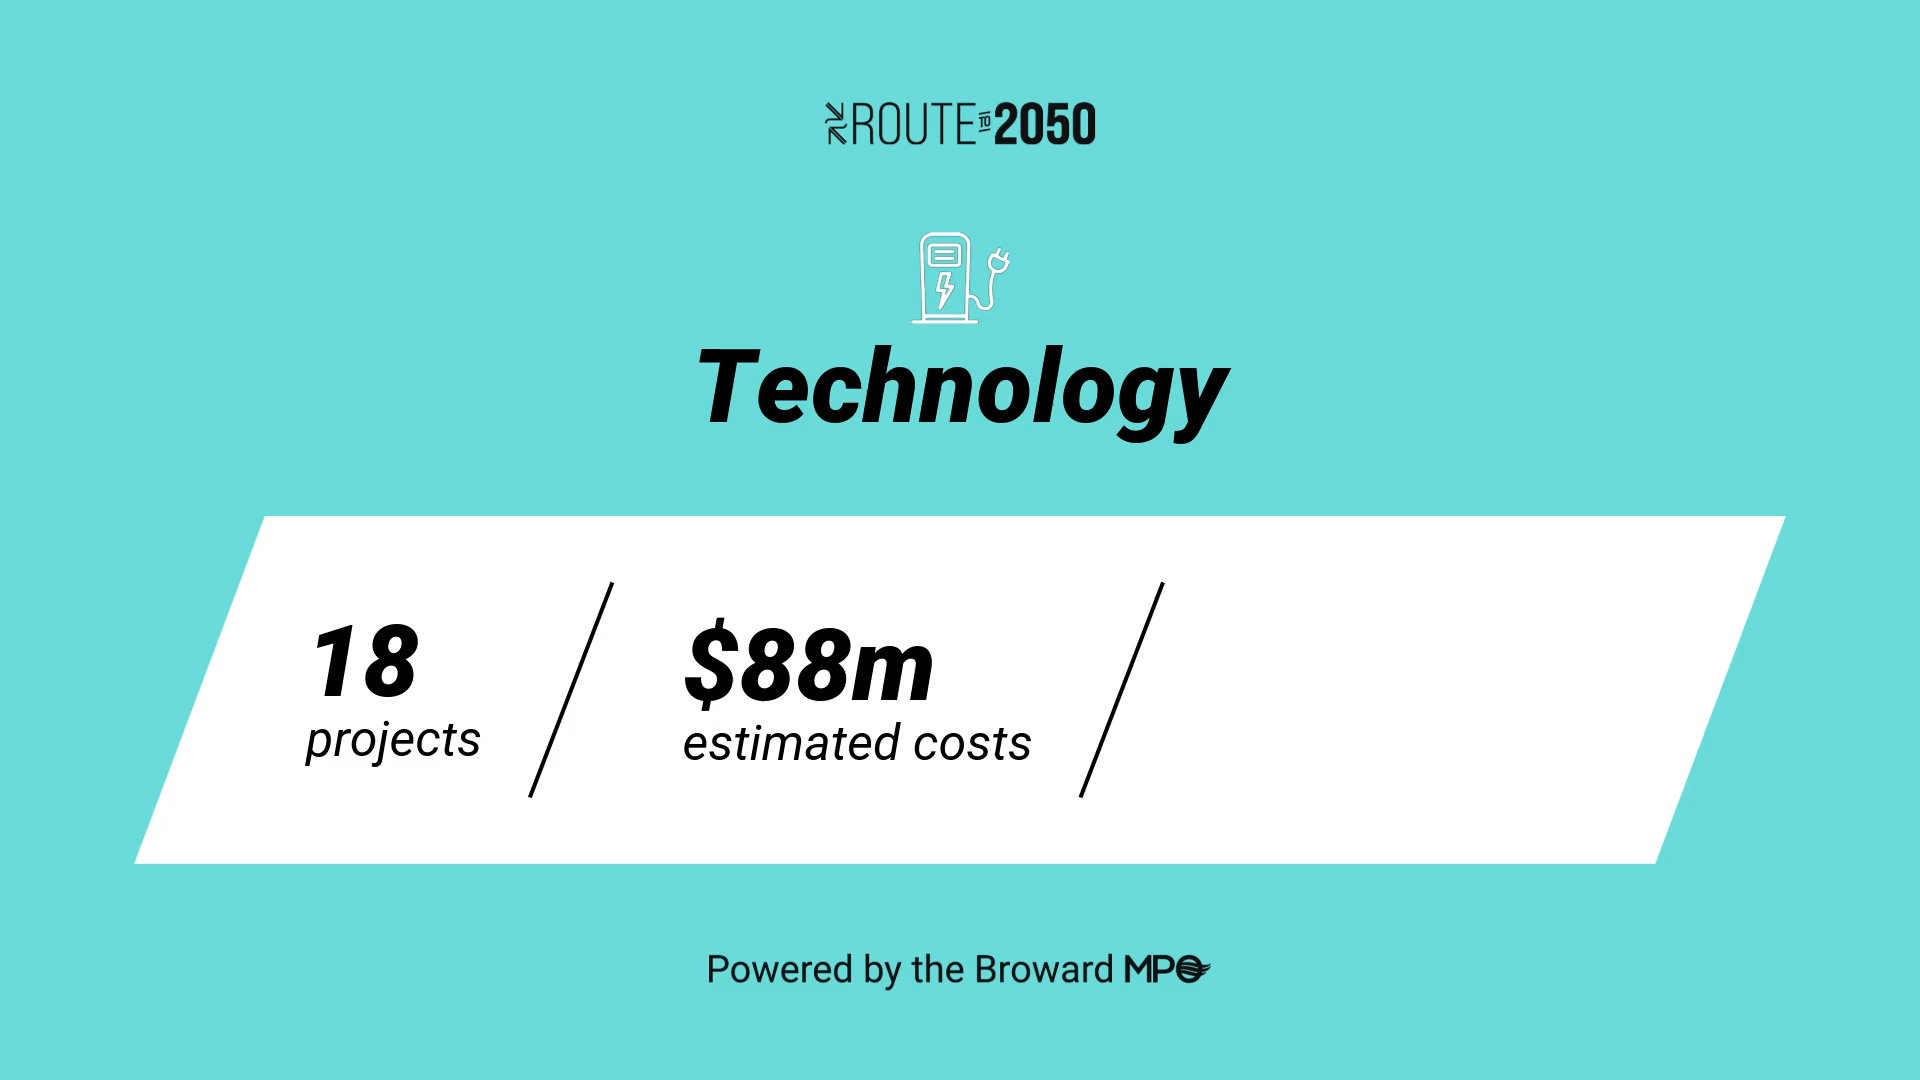 ROUTE TO 2050
Technology
18
projects
$88m
estimated costs
Powered by the Broward MPO